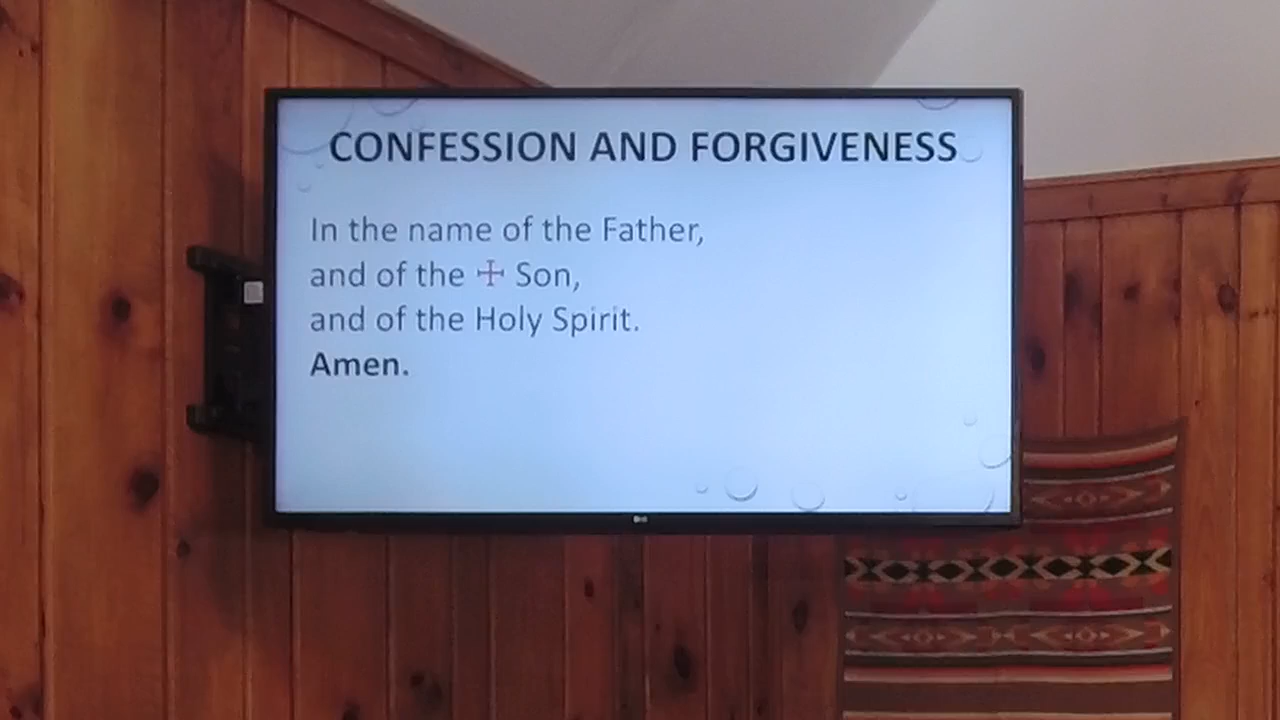 CONFESSION AND FORGIVENESS
In the name of the Father,
and of the ☩ Son,
and of the Holy Spirit.
Amen.